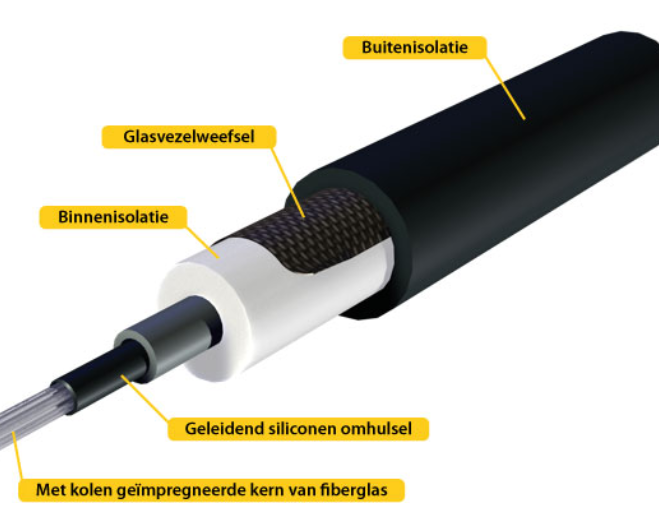 Buitenisolatie
Glasvezelweefsel
Binnenisolatie
Geleidend siliconen omhulsel
Met kolen geïmpregneerde kern van fiberglas